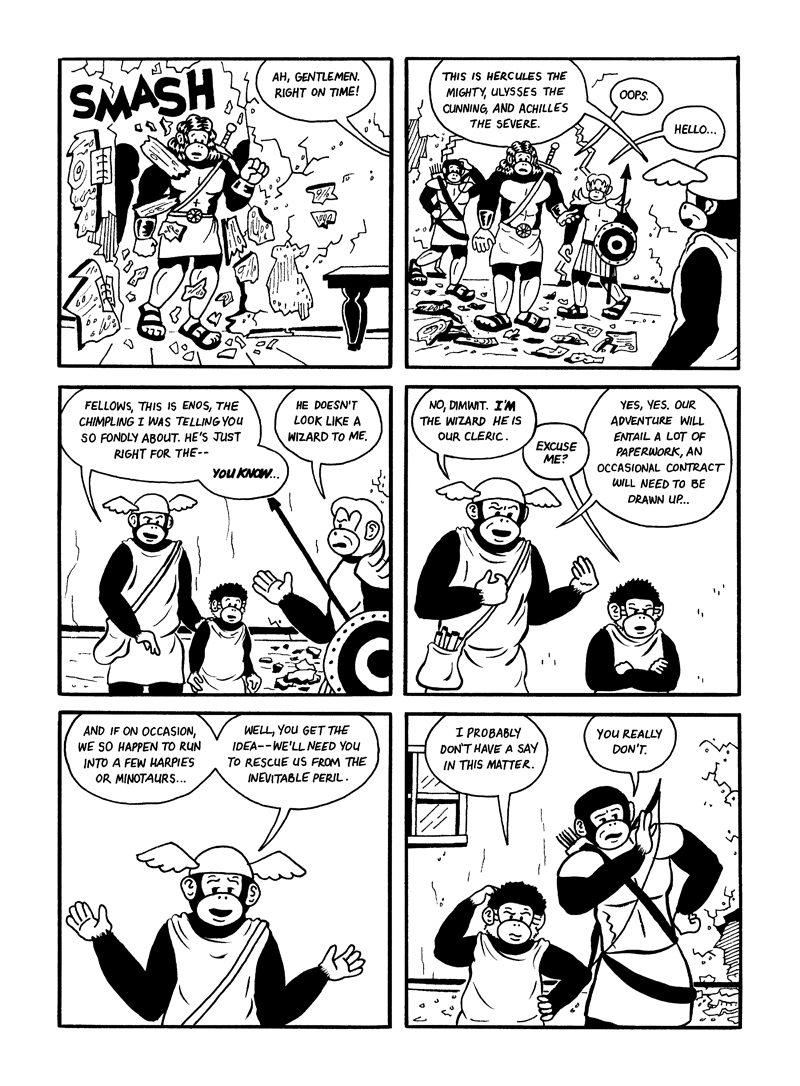 SMASH
AH, GENTLEMEN.
RIGHT ON TIME!
THIS IS HERCULES THE
MIGHTY, ULYSSES THE
CUNNING, AND ACHILLES
THE SEVERE.
OOPS.
HELLO...
FELLOWS, THIS IS ENOS, THE
CHIMPLING I WAS TELLING YOU
SO FONDLY ABOUT. HE'S JUST
RIGHT FOR THE--
YOU KNOW...
HE DOESN'T
LOOK LIKE A
WIZARD TO ME.
NO, DIMWIT. I'M
THE WIZARD HE IS
OUR CLERIC.
EXCUSE
ME?
YES, YES. OUR
ADVENTURE WILL
ENTAIL A LOT OF
PAPERWORK, AN
OCCASIONAL CONTRACT
WILL NEED TO BE
DRAWN UP...
AND IF ON OCCASION,
WE SO HAPPEN TO RUN
INTO A FEW HARPIES
OR MINOTAURS...
WELL, YOU GET THE
IDEA--WE'LL NEED YOU
TO RESCUE US FROM THE
INEVITABLE PERIL.
I PROBABLY
DON'T HAVE A SAY
IN THIS MATTER.
YOU REALLY
DON'T.